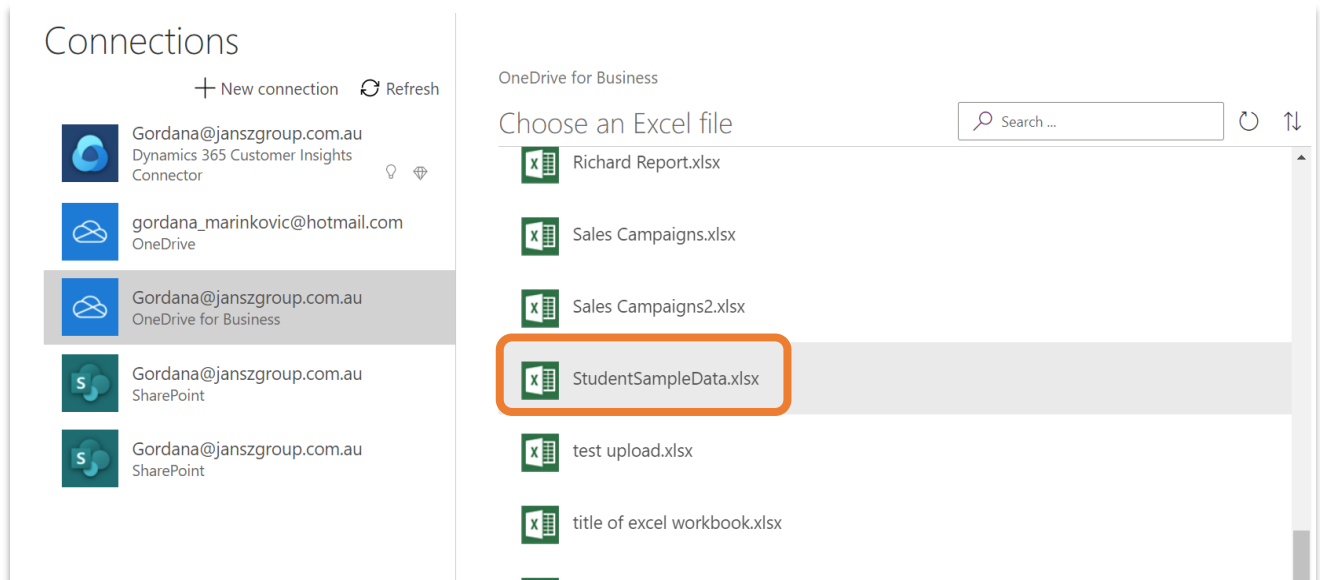 Connections
New connection
Refresh
Gordana@janszgroup.com.au
Dynamics 365 Customer Insights
Connector
gordana_marinkovic@hotmail.com
OneDrive
Gordana@janszgroup.com.au
OneDrive for Business
Gordana@janszgroup.com.au
SharePoint
Gordana@janszgroup.com.au
SharePoint
OneDrive for Business
Choose an Excel file
Search ...
Richard Report.xlsx
Sales Campaigns.xlsx
Sales Campaigns2.xlsx
StudentSampleData.xlsx
test upload.xlsx
title of excel workbook.xlsx